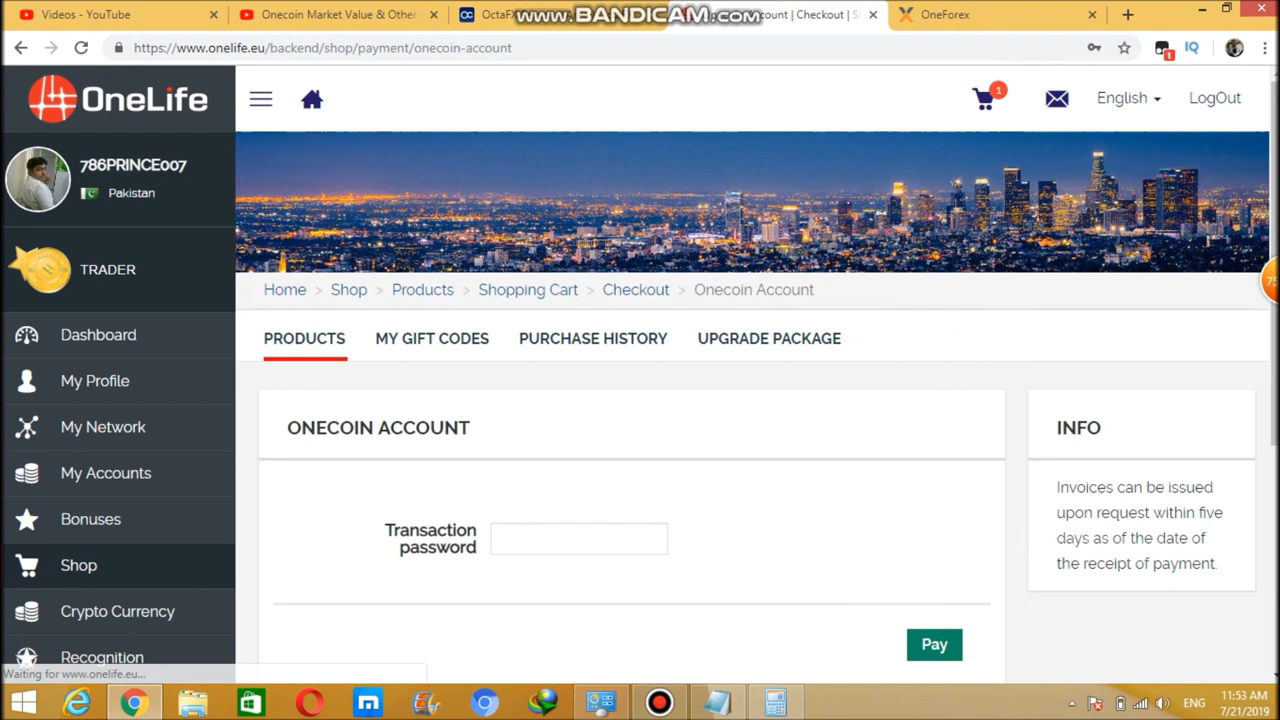 Videos - YouTube
Onecoin Market Value & Other
OctaF
www.BANDICAM.com
ount | Checkout | S
OneForex
https://www.onelife.eu/backend/shop/payment/onecoin-account
IQ
1
OneLife
1
English
LogOut
786PRINCE007
Pakistan
TRADER
75
Home > Shop > Products > Shopping Cart > Checkout > Onecoin Account
Dashboard
PRODUCTS
MY GIFT CODES
PURCHASE HISTORY
UPGRADE PACKAGE
My Profile
My Network
ONECOIN ACCOUNT
INFO
My Accounts
Invoices can be issued
upon request within five
days as of the date of
the receipt of payment.
Bonuses
Transaction
password
Shop
Crypto Currency
Pay
Recognition
Waiting for www.onelife.eu...
ENG
11:53 AM
7/21/2019